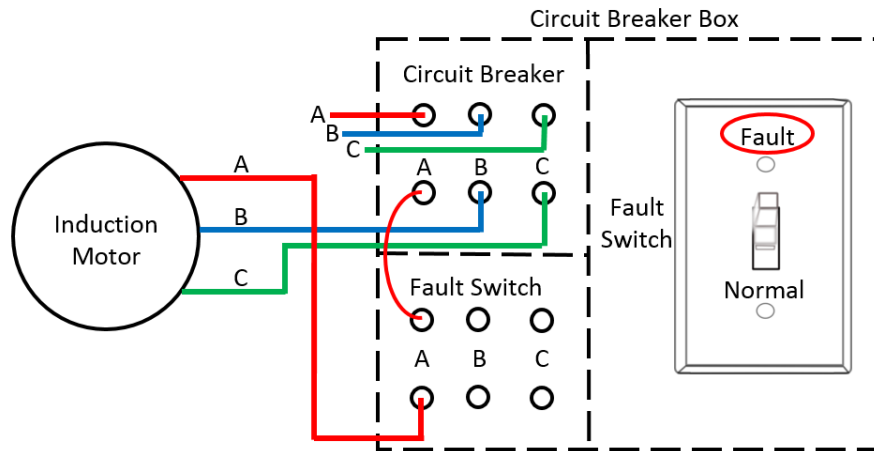 Circuit Breaker Box
Circuit Breaker
A
B
C
A B C
A
B
C
Induction
Motor
Fault Switch
A B C
Fault
Fault
Switch
Normal